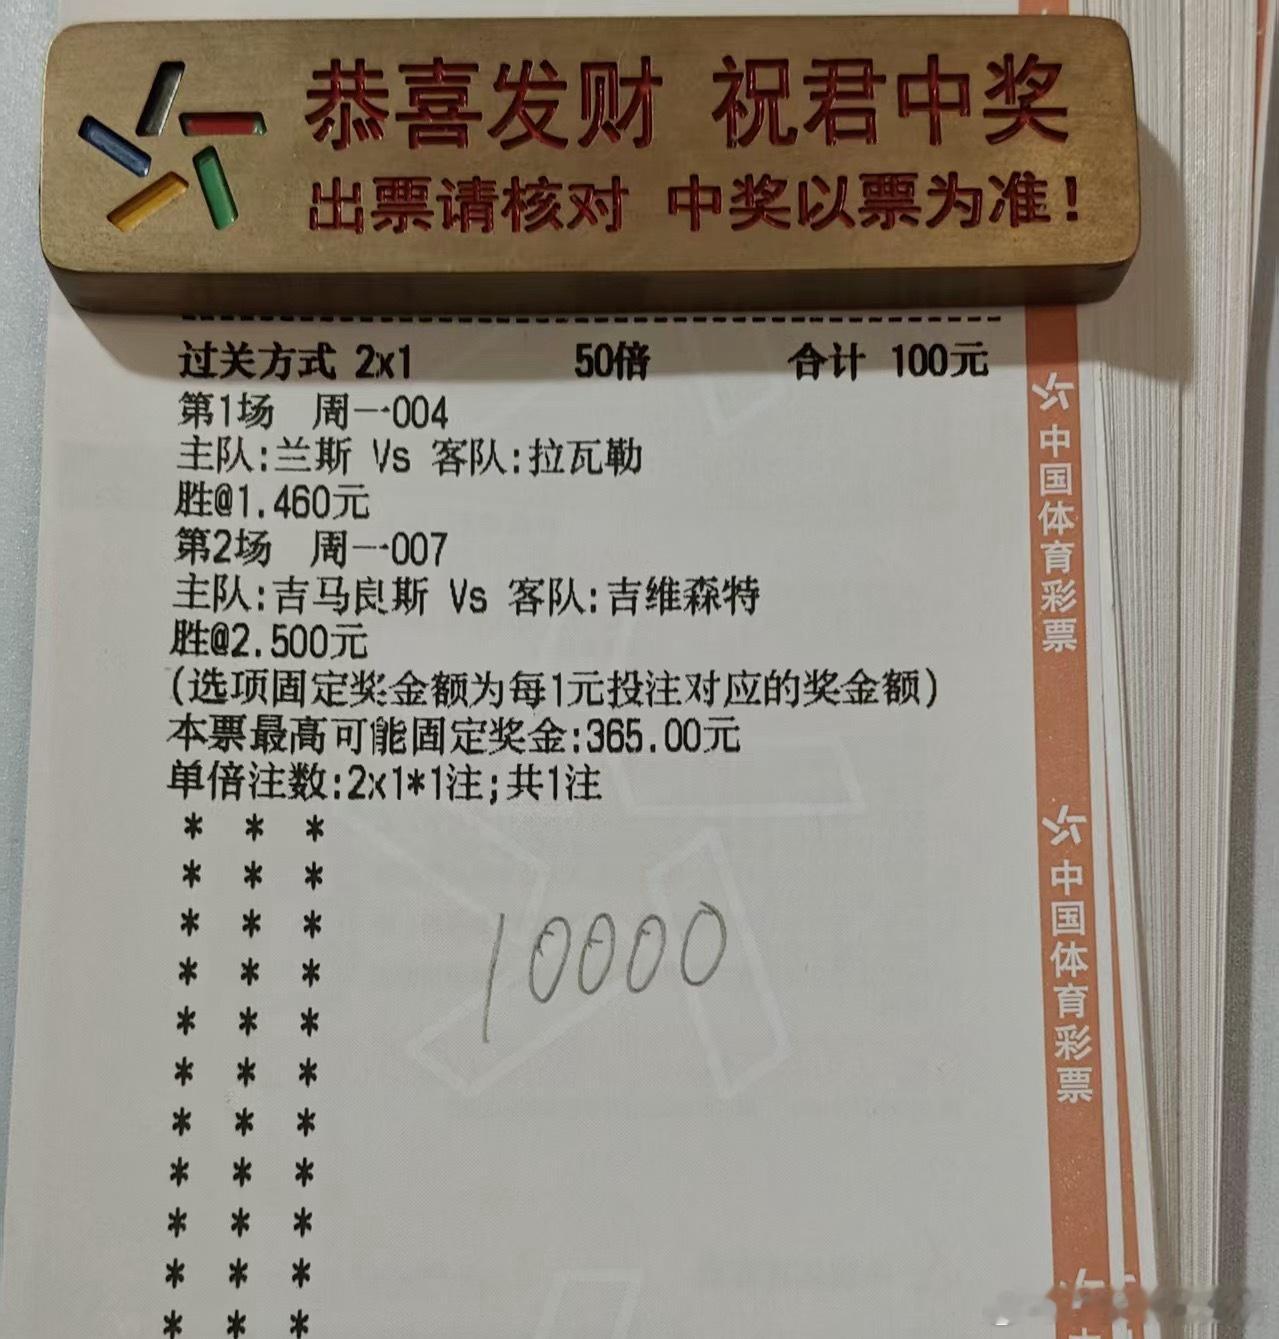 恭喜发财 祝君中奖
出票请核对 中奖以票为准!
过关方式 2x1 50倍 合计 100元
第1场 周一004
主队:兰斯 Vs 客队:拉瓦勒
胜@1.460元
第2场 周一007
主队:吉马良斯 Vs 客队:吉维森特
胜@2.500元
(选项固定奖金额为每1元投注对应的奖金额)
本票最高可能固定奖金:365.00元
单倍注数:2x1*1注;共1注
* * *
* * *
* * *
* * *
* * *
* * *
* * *
* * *
* * *
* * *
* * *
10000
中国体育彩票
中国体育彩票
中